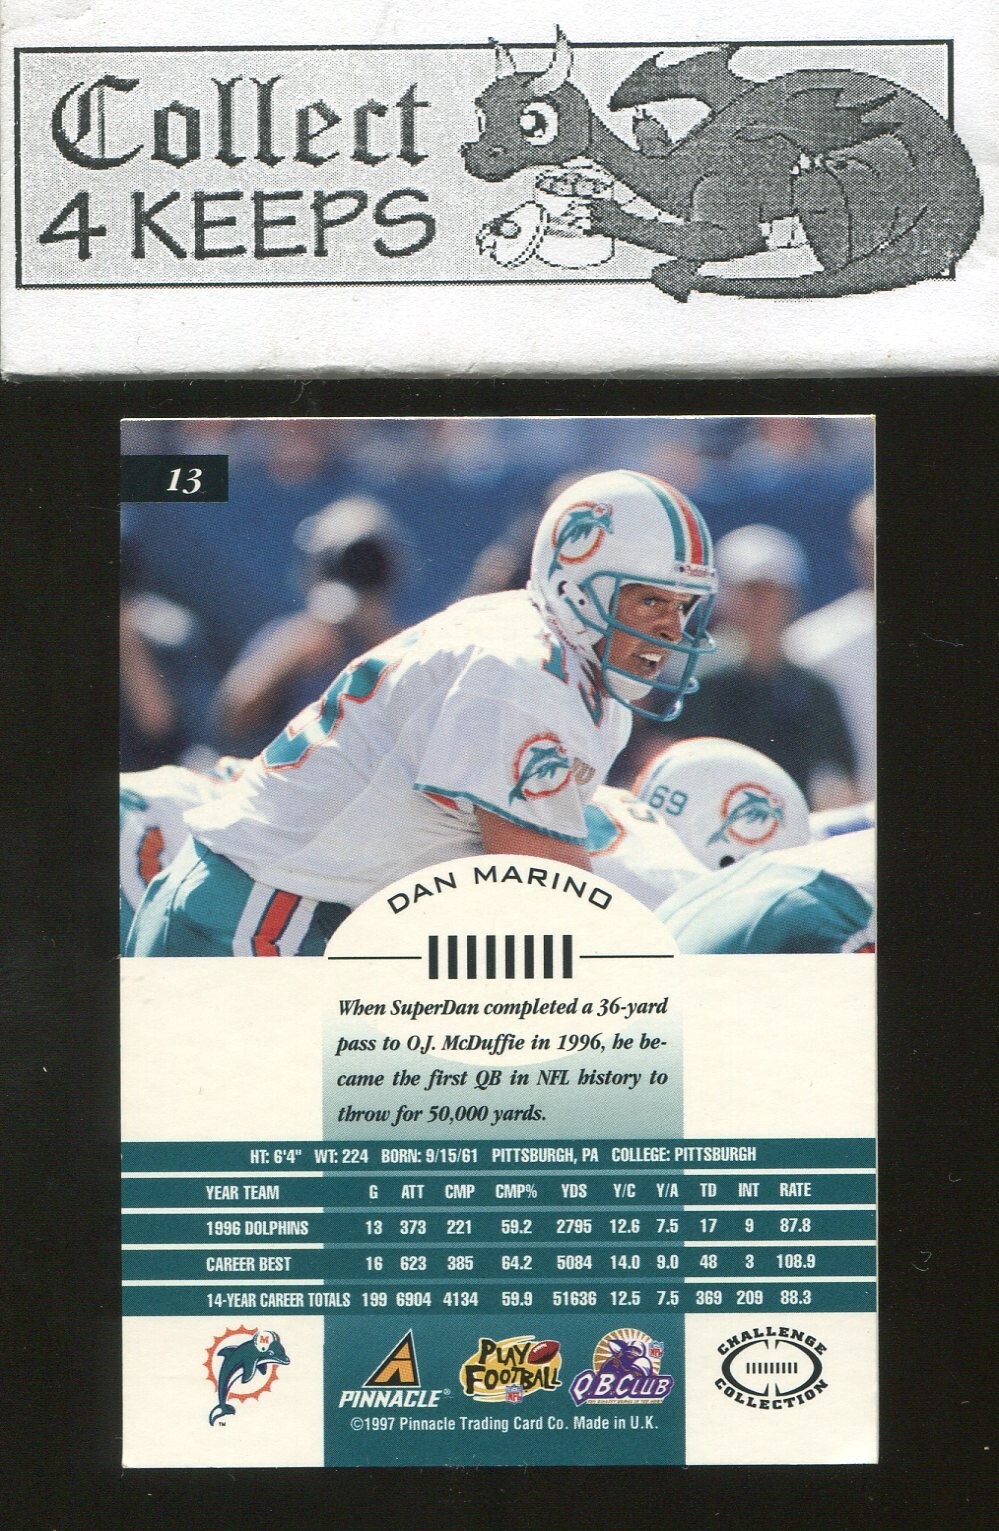 Collect
4 KEEPS
13
69
DAN MARINO
When SuperDan completed a 36-yard
pass to O.J. McDuffie in 1996, he be-
came the first QB in NFL history to
throw for 50,000 yards.
HT: 6'4" WT: 224 BORN: 9/15/61 PITTSBURGH, PA COLLEGE: PITTSBURGH
YEAR TEAM G ATT CMP CMP% YDS Y/C Y/A TD INT RATE
1996 DOLPHINS 13 373 221 59.2 2795 12.6 7.5 17 9 87.8
CAREER BEST 16 623 385 64.2 5084 14.0 9.0 48 3 108.9
14-YEAR CAREER TOTALS 199 6904 4134 59.9 51636 12.5 7.5 369 209 88.3
M
TM
PINNACLE®
PLAY
FOOTBALL
NFL
Q.B.CLUB
CHALLENGE
COLLECTION
©1997 Pinnacle Trading Card Co. Made in U.K.